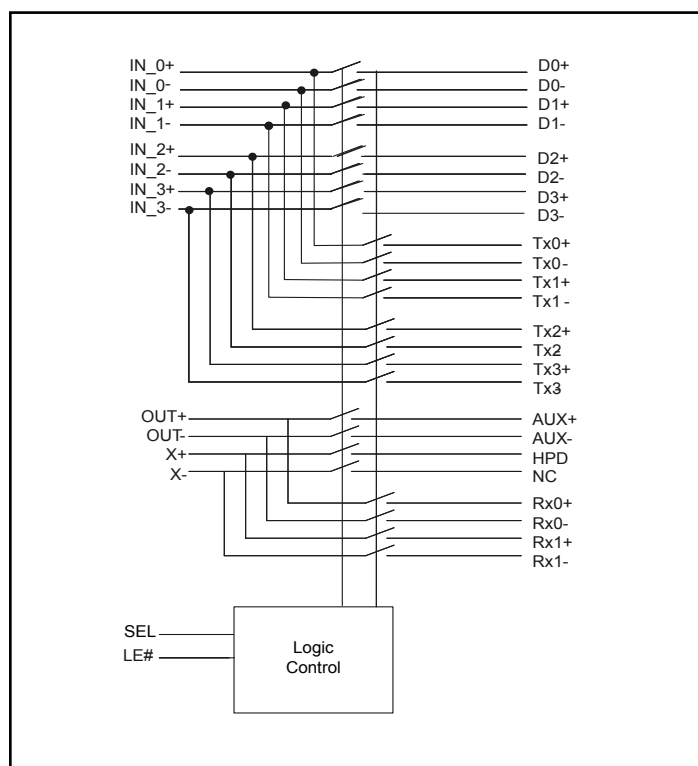 IN_0+ D0+
IN_0- D0-
IN_1+ D1+
IN_1- D1-
IN_2+ D2+
IN_2- D2-
IN_3+ D3+
IN_3- D3-
Tx0+
Tx0-
Tx1+
Tx1 -
Tx2+
Tx2
Tx3+
Tx3
OUT+ AUX+
OUT- AUX-
X+ HPD
X- NC
Rx0+
Rx0-
Rx1+
Rx1-
SEL
LE#
Logic
Control